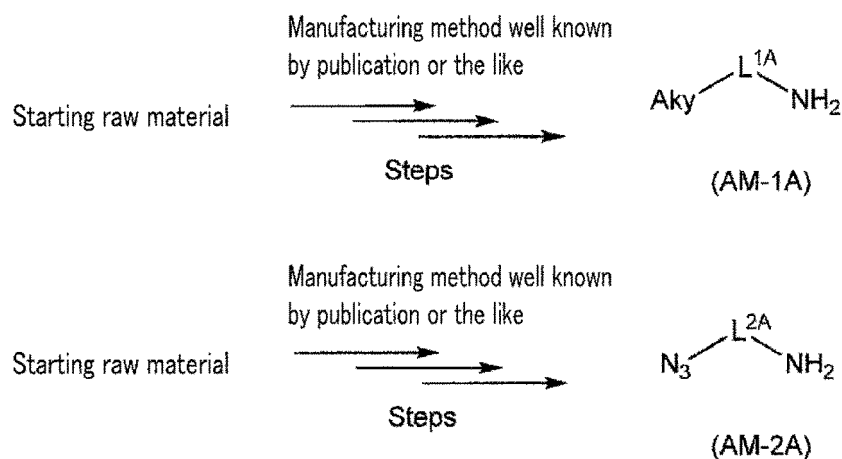 Manufacturing method well known
by publication or the like
Starting raw material
Steps
Aky L1A NH2
(AM-1A)
Manufacturing method well known
by publication or the like
Starting raw material
Steps
N3 L2A NH2
(AM-2A)